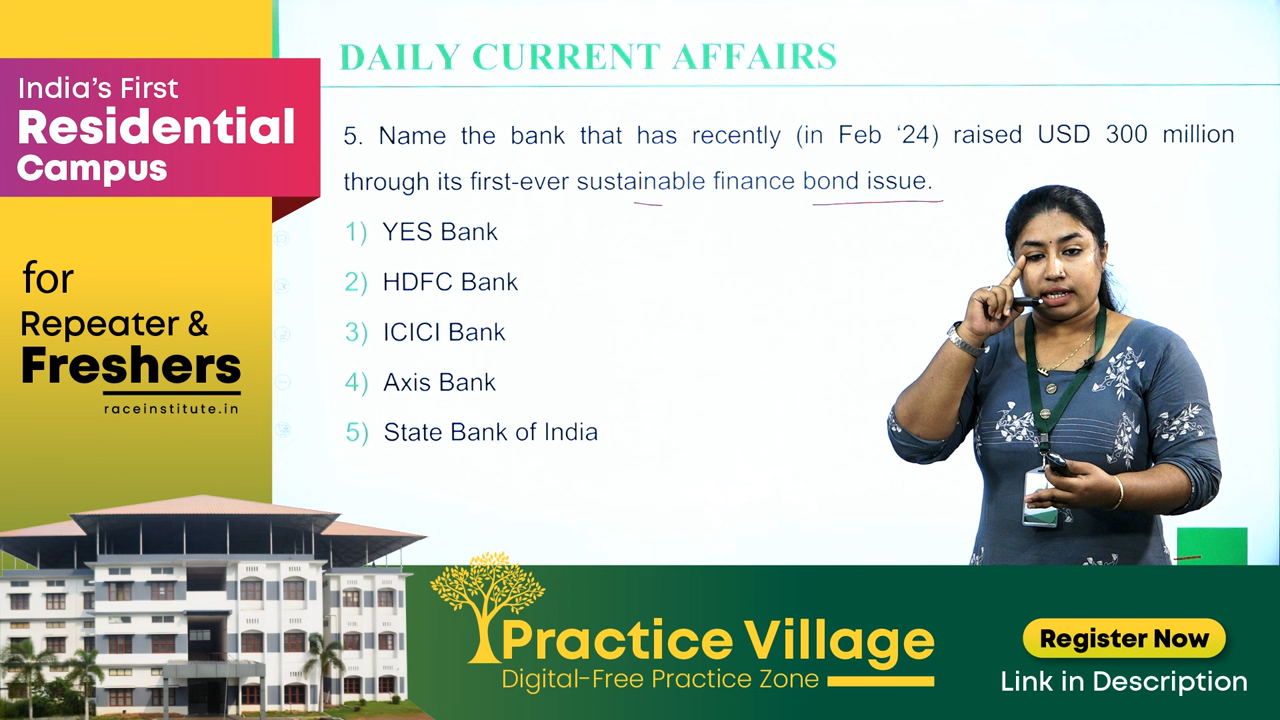 India's First
Residential
Campus
for
Repeater &
Freshers
raceinstitute.in
DAILY CURRENT AFFAIRS
5. Name the bank that has recently (in Feb ‘24) raised USD 300 million
through its first-ever sustainable finance bond issue.
1) YES Bank
2) HDFC Bank
3) ICICI Bank
4) Axis Bank
5) State Bank of India
Practice Village
Digital-Free Practice Zone
Register Now
Link in Description